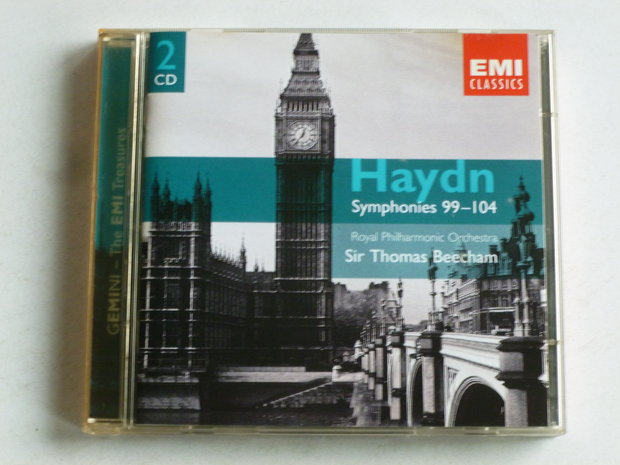 2
CD
EMI
CLASSICS
Haydn
Symphonies 99–104
Royal Philharmonic Orchestra
Sir Thomas Beecham
GEMINI – The EMI Treasures